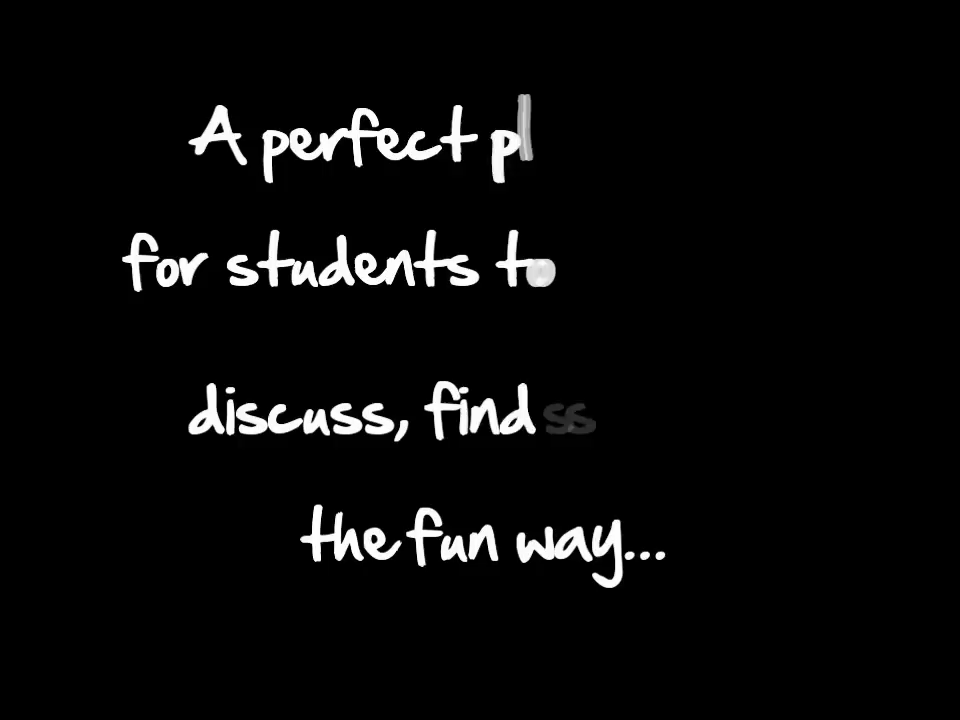 A perfect pl
for students to
discuss, find
the fun way...